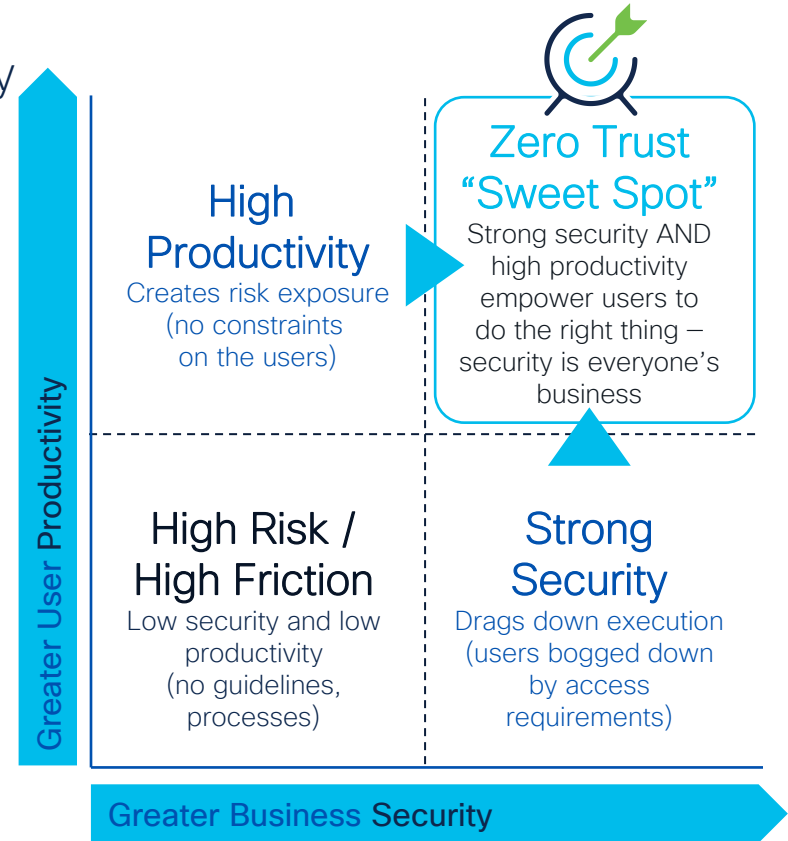 y
Zero Trust
“Sweet Spot”
Strong security AND
high productivity
empower users to
do the right thing –
security is everyone’s
business
High
Productivity
Creates risk exposure
(no constraints
on the users)
High Risk /
High Friction
Low security and low
productivity
(no guidelines,
processes)
Strong
Security
Drags down execution
(users bogged down
by access
requirements)
Greater User Productivity
Greater Business Security